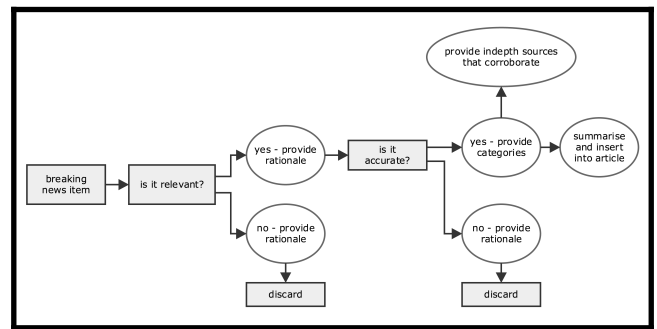 provide indepth sources
that corroborate
yes - provide
rationale
is it
accurate?
yes - provide
categories
summarise
and insert
into article
breaking
news item
is it relevant?
no - provide
rationale
no - provide
rationale
discard
discard